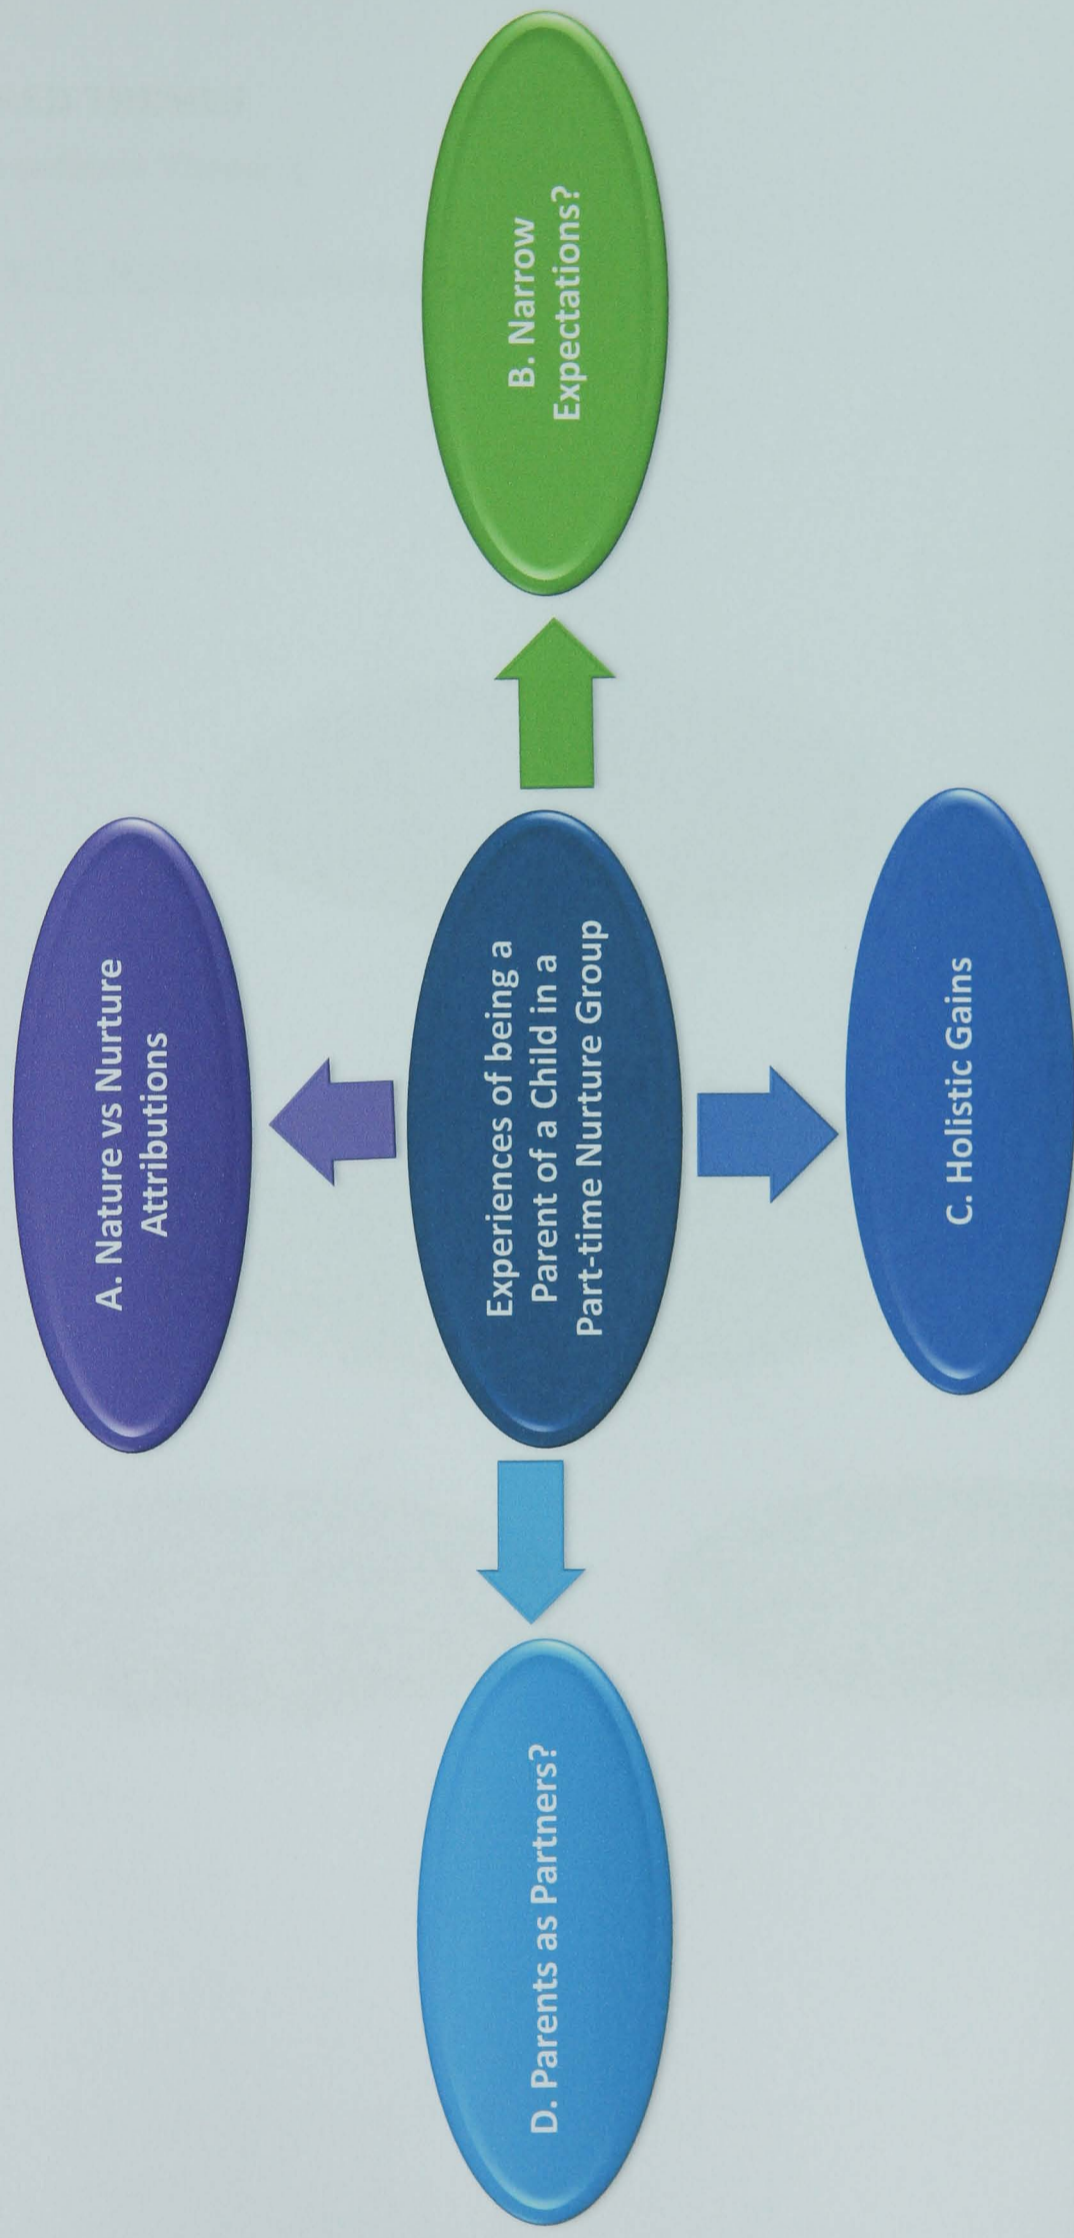 A. Nature vs Nurture
Attributions
D. Parents as Partners?
Experiences of being a
Parent of a Child in a
Part-time Nurture Group
B. Narrow
Expectations?
C. Holistic Gains